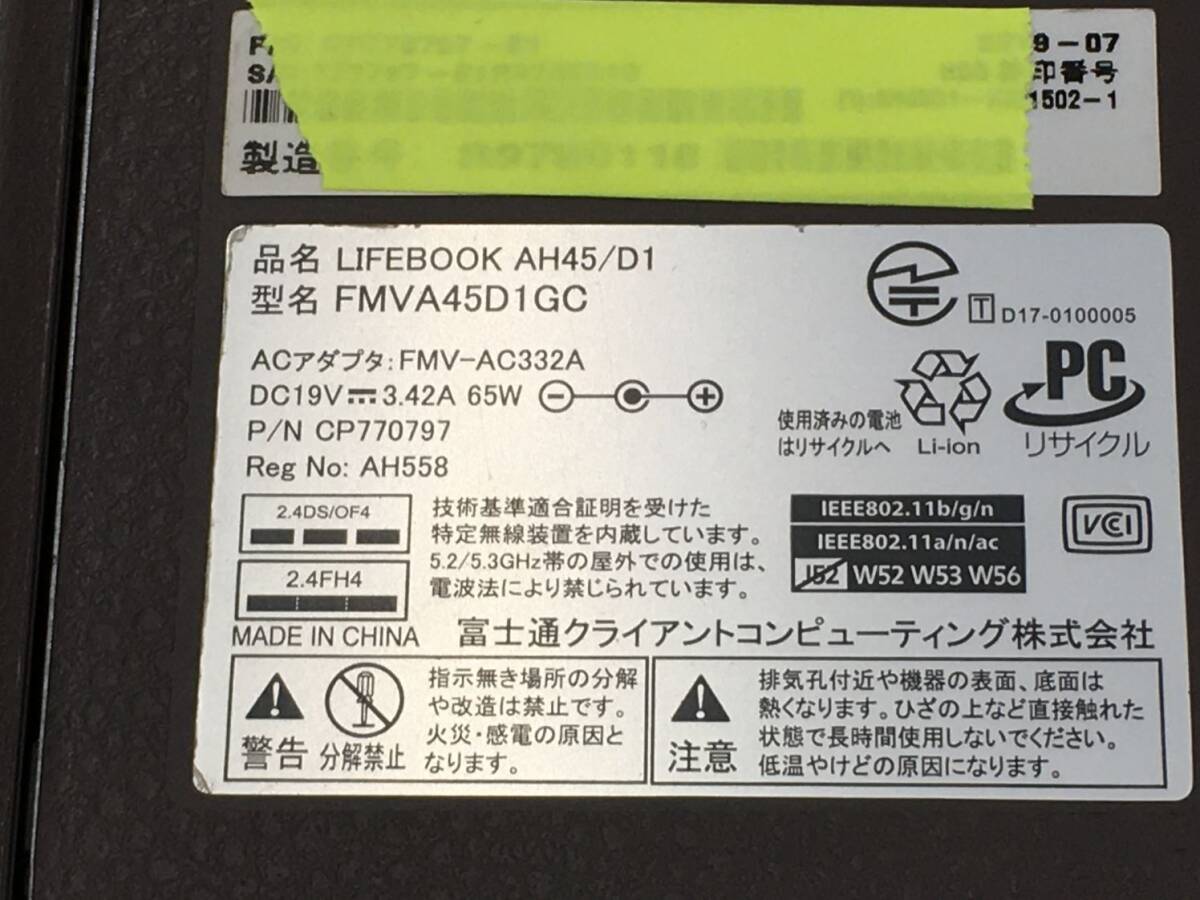 9-07
印番号
1502-1
製造
品名 LIFEBOOK AH45/D1
型名 FMVA45D1GC
T D17-0100005
ACアダプタ:FMV-AC332A
DC19V 3.42A 65W
P/N CP770797
Reg No: AH558
使用済みの電池
はリサイクルへ
Li-ion
PC
リサイクル
2.4DS/OF4
2.4FH4
技術基準適合証明を受けた
特定無線装置を内蔵しています。
5.2/5.3GHz帯の屋外での使用は、
電波法により禁じられています。
IEEE802.11b/g/n
IEEE802.11a/n/ac
J52 W52 W53 W56
VCCI
MADE IN CHINA 富士通クライアントコンピューティング株式会社
警告
分解禁止
指示無き場所の分解
や改造は禁止です。
火災・感電の原因と
なります。
注意
排気孔付近や機器の表面、底面は
熱くなります。ひざの上など直接触れた
状態で長時間使用しないでください。
低温やけどの原因になります。